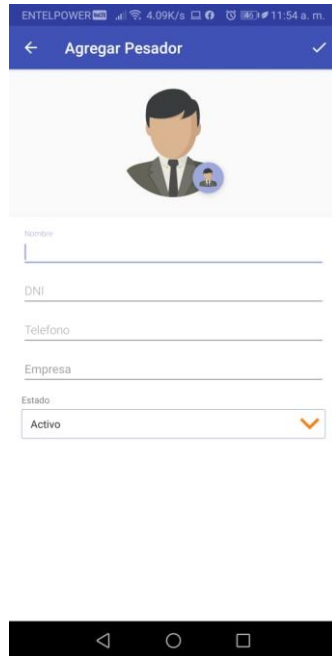 ENTELPOWER 4.09K/s 11:54 a. m.
Agregar Pesador
Nombre
DNI
Telefono
Empresa
Estado
Activo